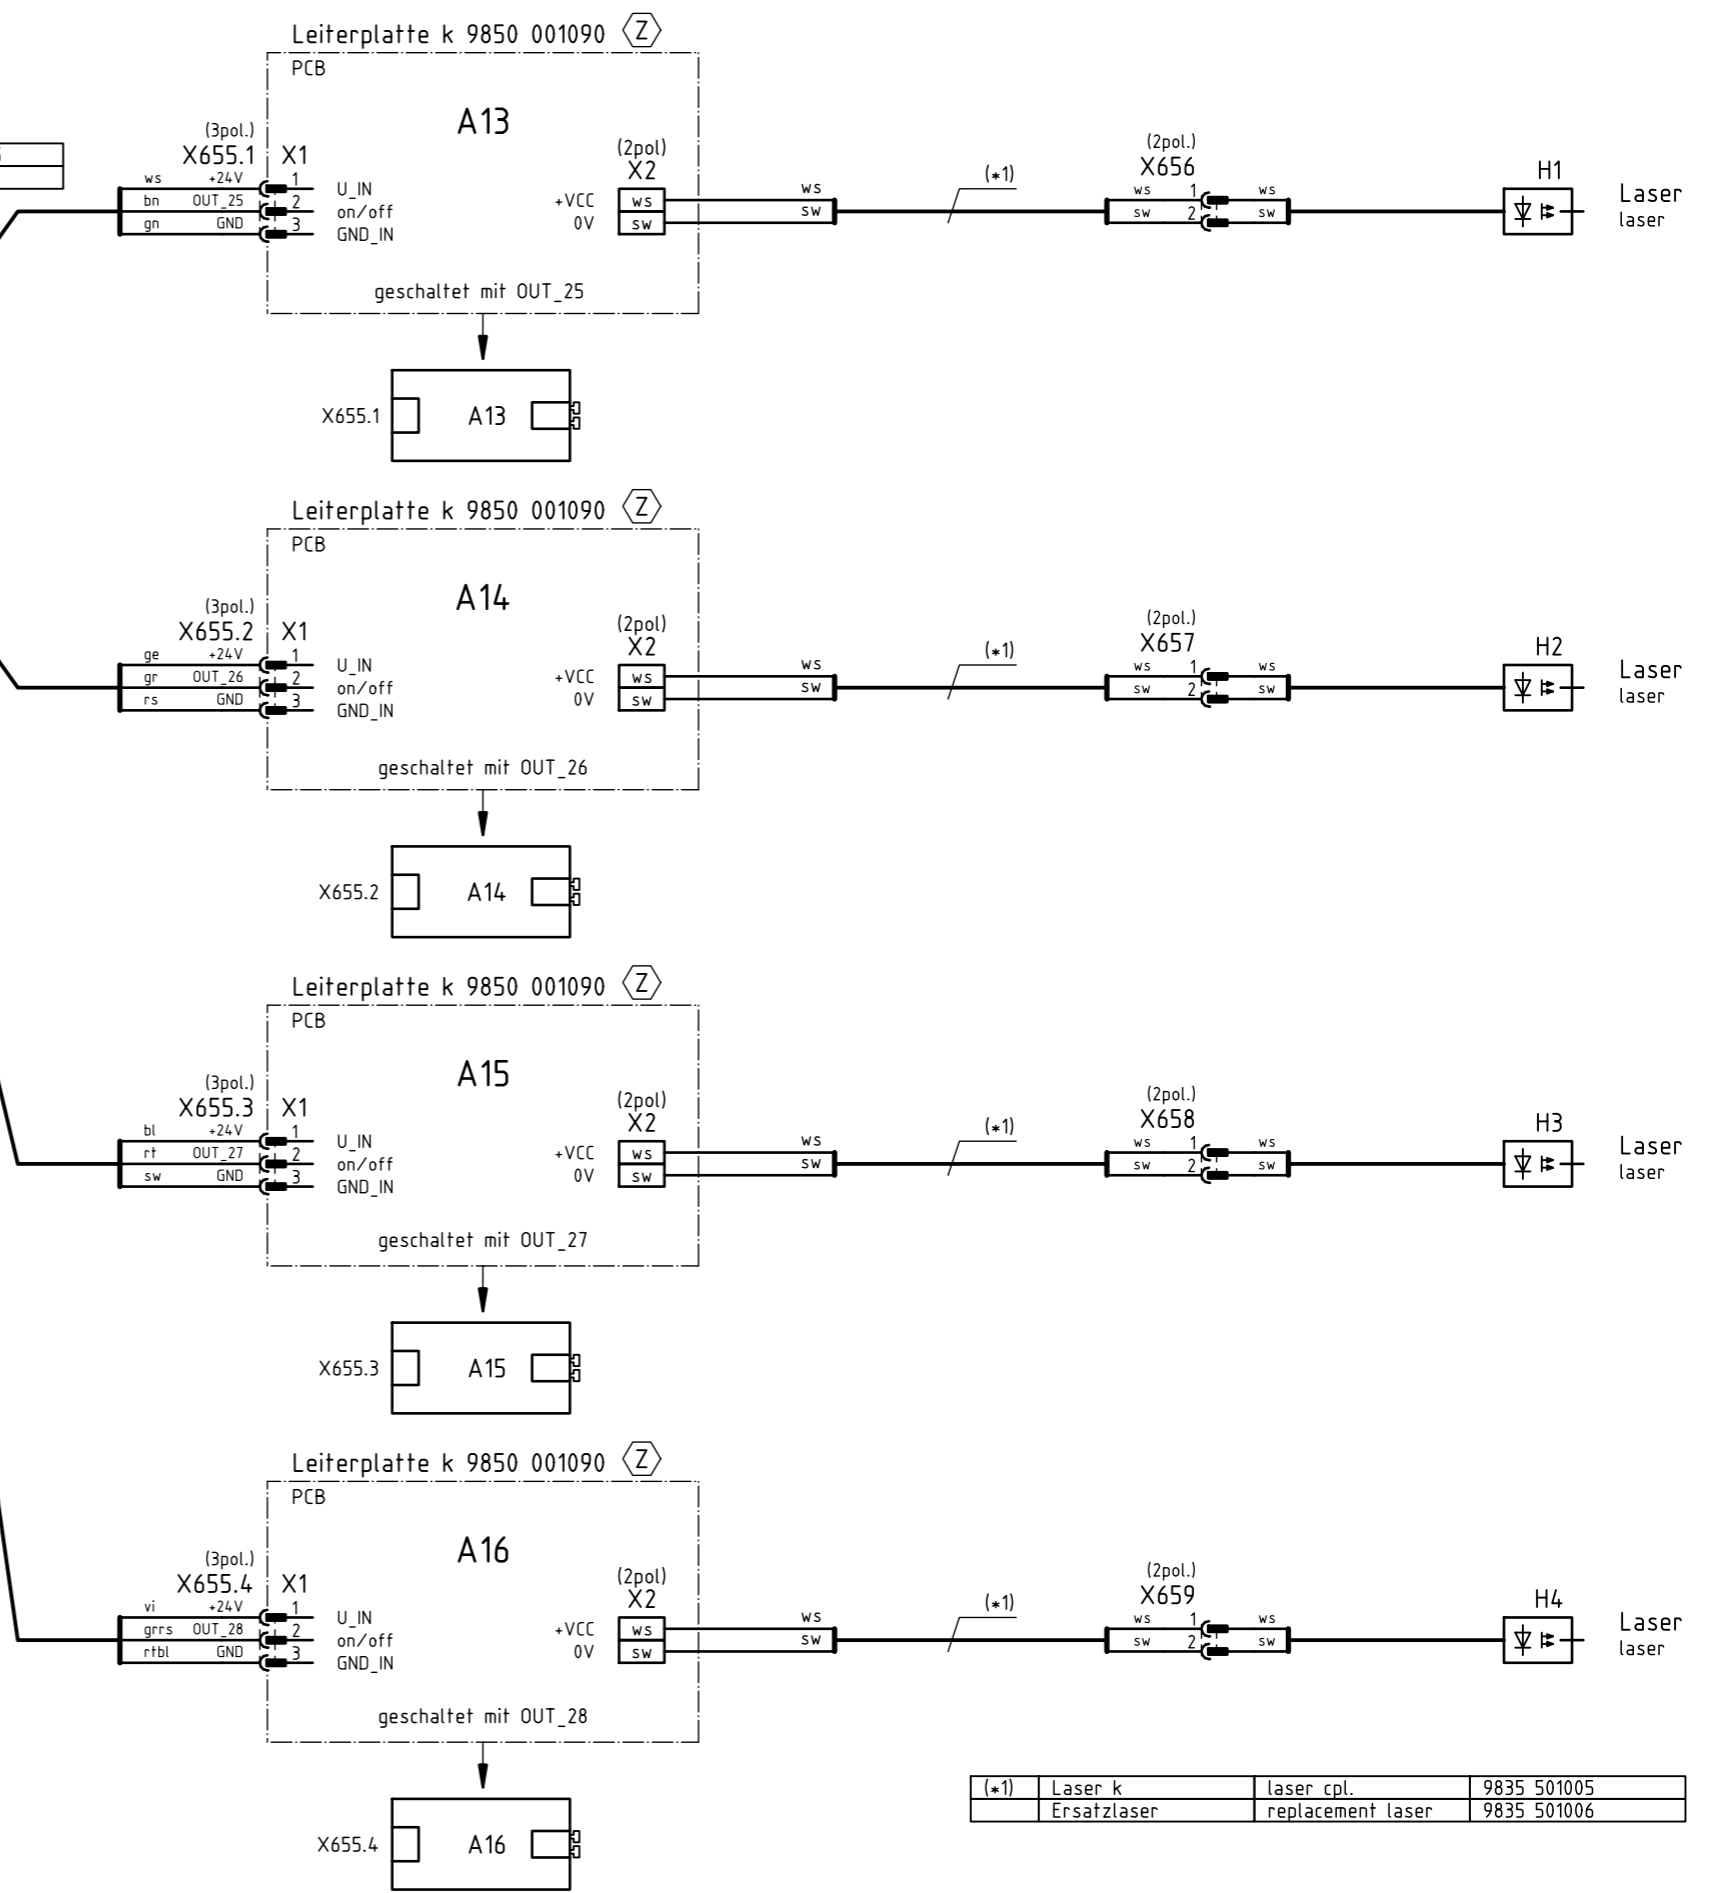 Leiterplatte k 9850 001090 Z
PCB
A13
(3pol.)
X655.1 X1
ws +24V 1 U_IN
bn OUT_25 2 on/off
gn GND 3 GND_IN
(2pol)
X2
+VCC ws ws
0V sw sw
(*1)
(2pol.)
X656
ws 1 ws
sw 2 sw
H1
Laser
laser
geschaltet mit OUT_25
X655.1 A13
Leiterplatte k 9850 001090 Z
PCB
A14
(3pol.)
X655.2 X1
ge +24V 1 U_IN
gr OUT_26 2 on/off
rs GND 3 GND_IN
(2pol)
X2
+VCC ws ws
0V sw sw
(*1)
(2pol.)
X657
ws 1 ws
sw 2 sw
H2
Laser
laser
geschaltet mit OUT_26
X655.2 A14
Leiterplatte k 9850 001090 Z
PCB
A15
(3pol.)
X655.3 X1
bl +24V 1 U_IN
rt OUT_27 2 on/off
sw GND 3 GND_IN
(2pol)
X2
+VCC ws ws
0V sw sw
(*1)
(2pol.)
X658
ws 1 ws
sw 2 sw
H3
Laser
laser
geschaltet mit OUT_27
X655.3 A15
Leiterplatte k 9850 001090 Z
PCB
A16
(3pol.)
X655.4 X1
vi +24V 1 U_IN
grrs OUT_28 2 on/off
rtbl GND 3 GND_IN
(2pol)
X2
+VCC ws ws
0V sw sw
(*1)
(2pol.)
X659
ws 1 ws
sw 2 sw
H4
Laser
laser
geschaltet mit OUT_28
X655.4 A16
(*1) Laser k laser cpl. 9835 501005
Ersatzlaser replacement laser 9835 501006